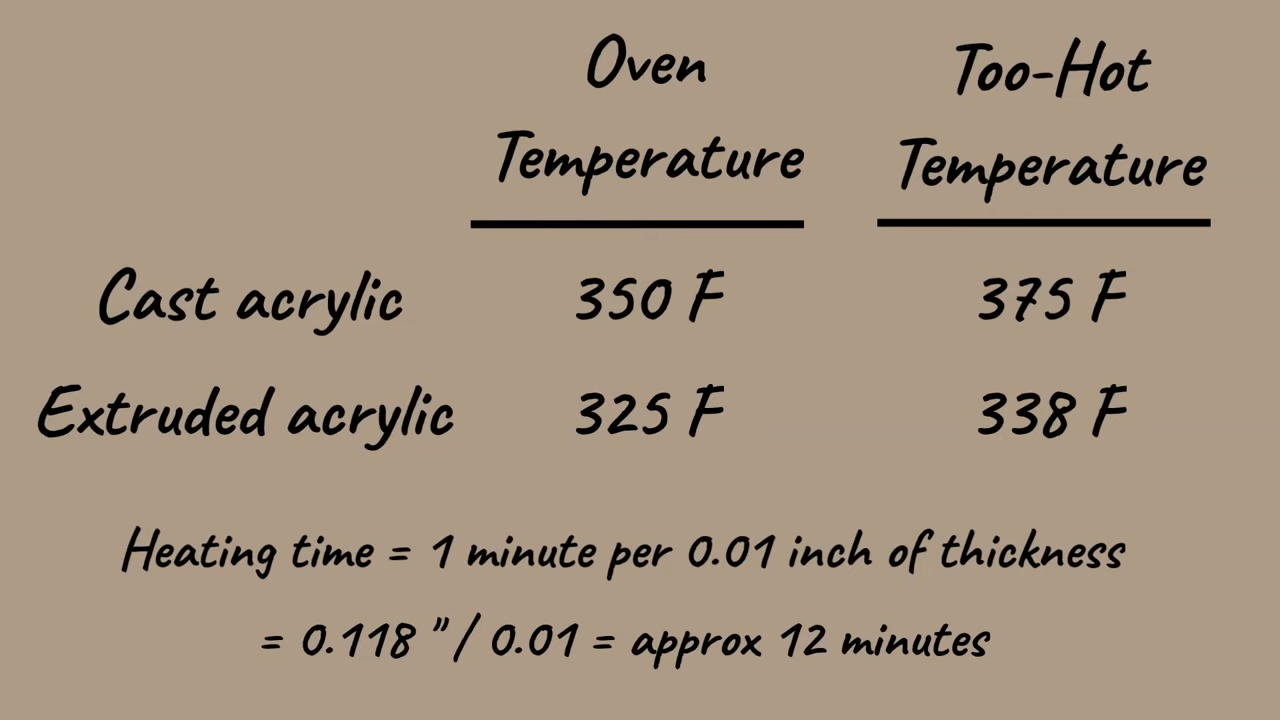 Oven Temperature
Too-Hot Temperature
Cast acrylic 350 F 375 F
Extruded acrylic 325 F 338 F
Heating time = 1 minute per 0.01 inch of thickness
= 0.118 "/ 0.01 = approx 12 minutes